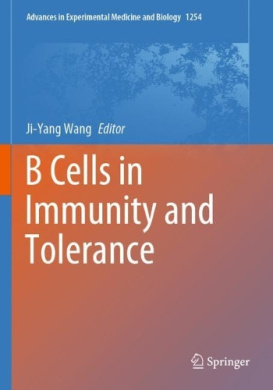 Advances in Experimental Medicine and Biology 1254
Ji-Yang Wang Editor
B Cells in
Immunity and
Tolerance
Springer